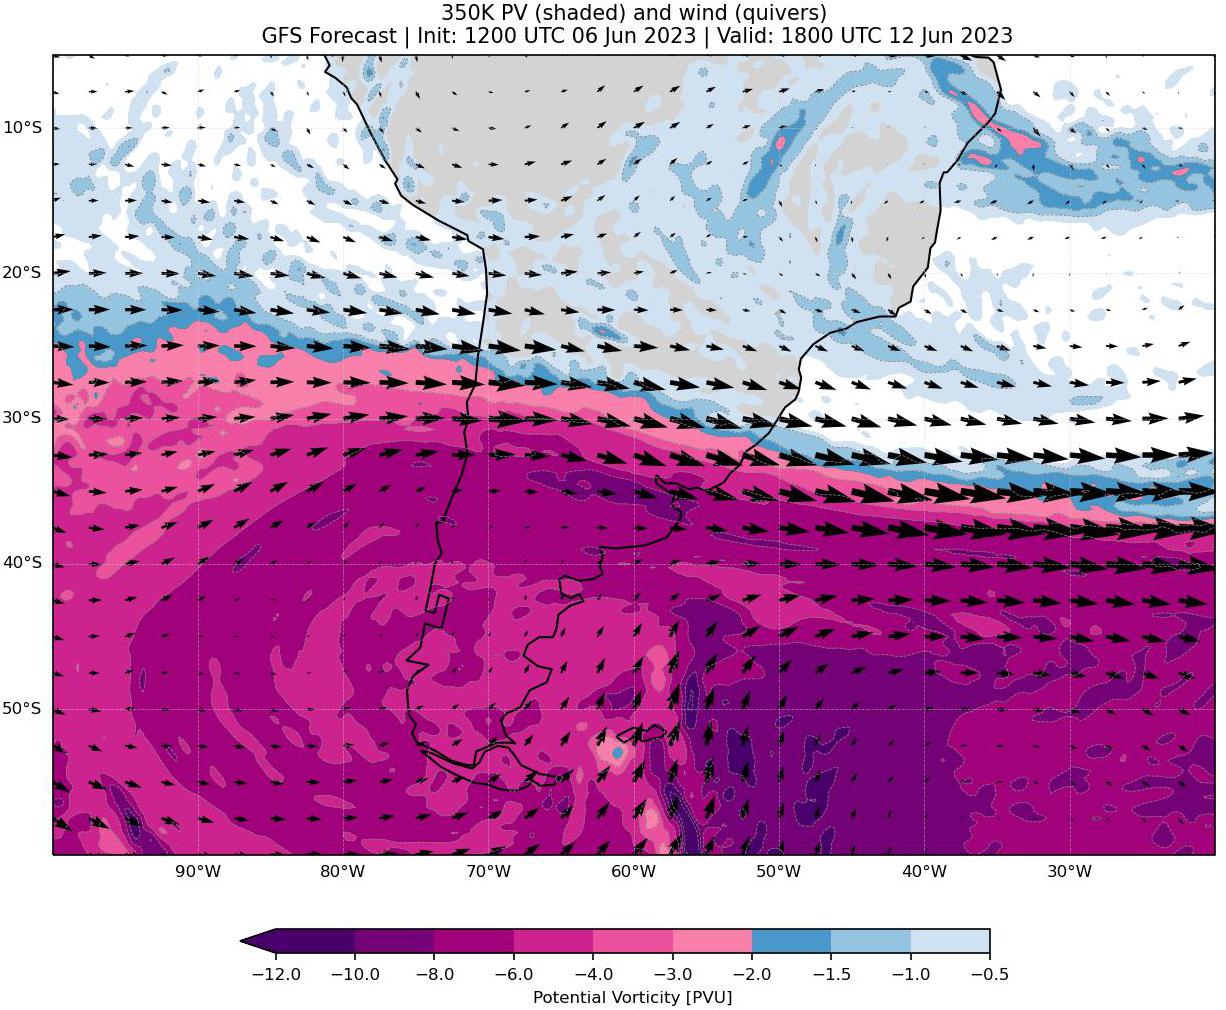 350K PV (shaded) and wind (quivers)
GFS Forecast | Init: 1200 UTC 06 Jun 2023 | Valid: 1800 UTC 12 Jun 2023
10°S
20°S
30°S
40°S
50°S
90°W 80°W 70°W 60°W 50°W 40°W 30°W
−12.0 −10.0 −8.0 −6.0 −4.0 −3.0 −2.0 −1.5 −1.0 −0.5
Potential Vorticity [PVU]